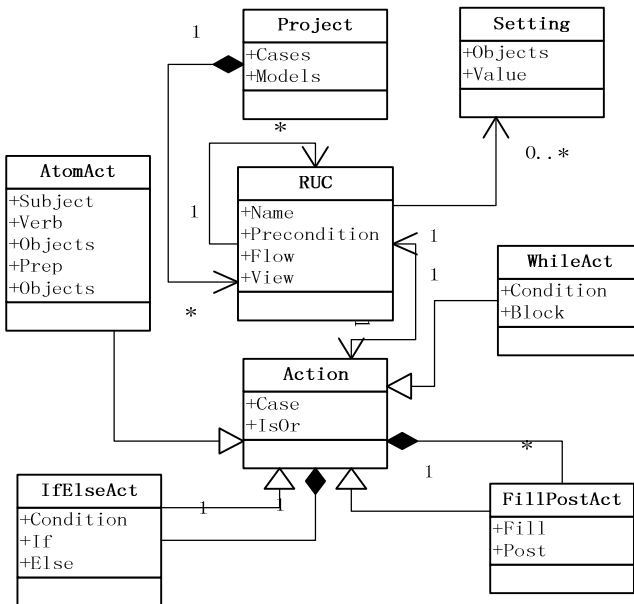 Project
+Cases
+Models
1
Setting
+Objects
+Value
0..*
*
1
RUC
+Name
+Precondition
+Flow
+View
*
AtomAct
+Subject
+Verb
+Objects
+Prep
+Objects
1
1
WhileAct
+Condition
+Block
Action
+Case
+IsOr
*
1
IfElseAct
+Condition
+If
+Else
1
1
FillPostAct
+Fill
+Post